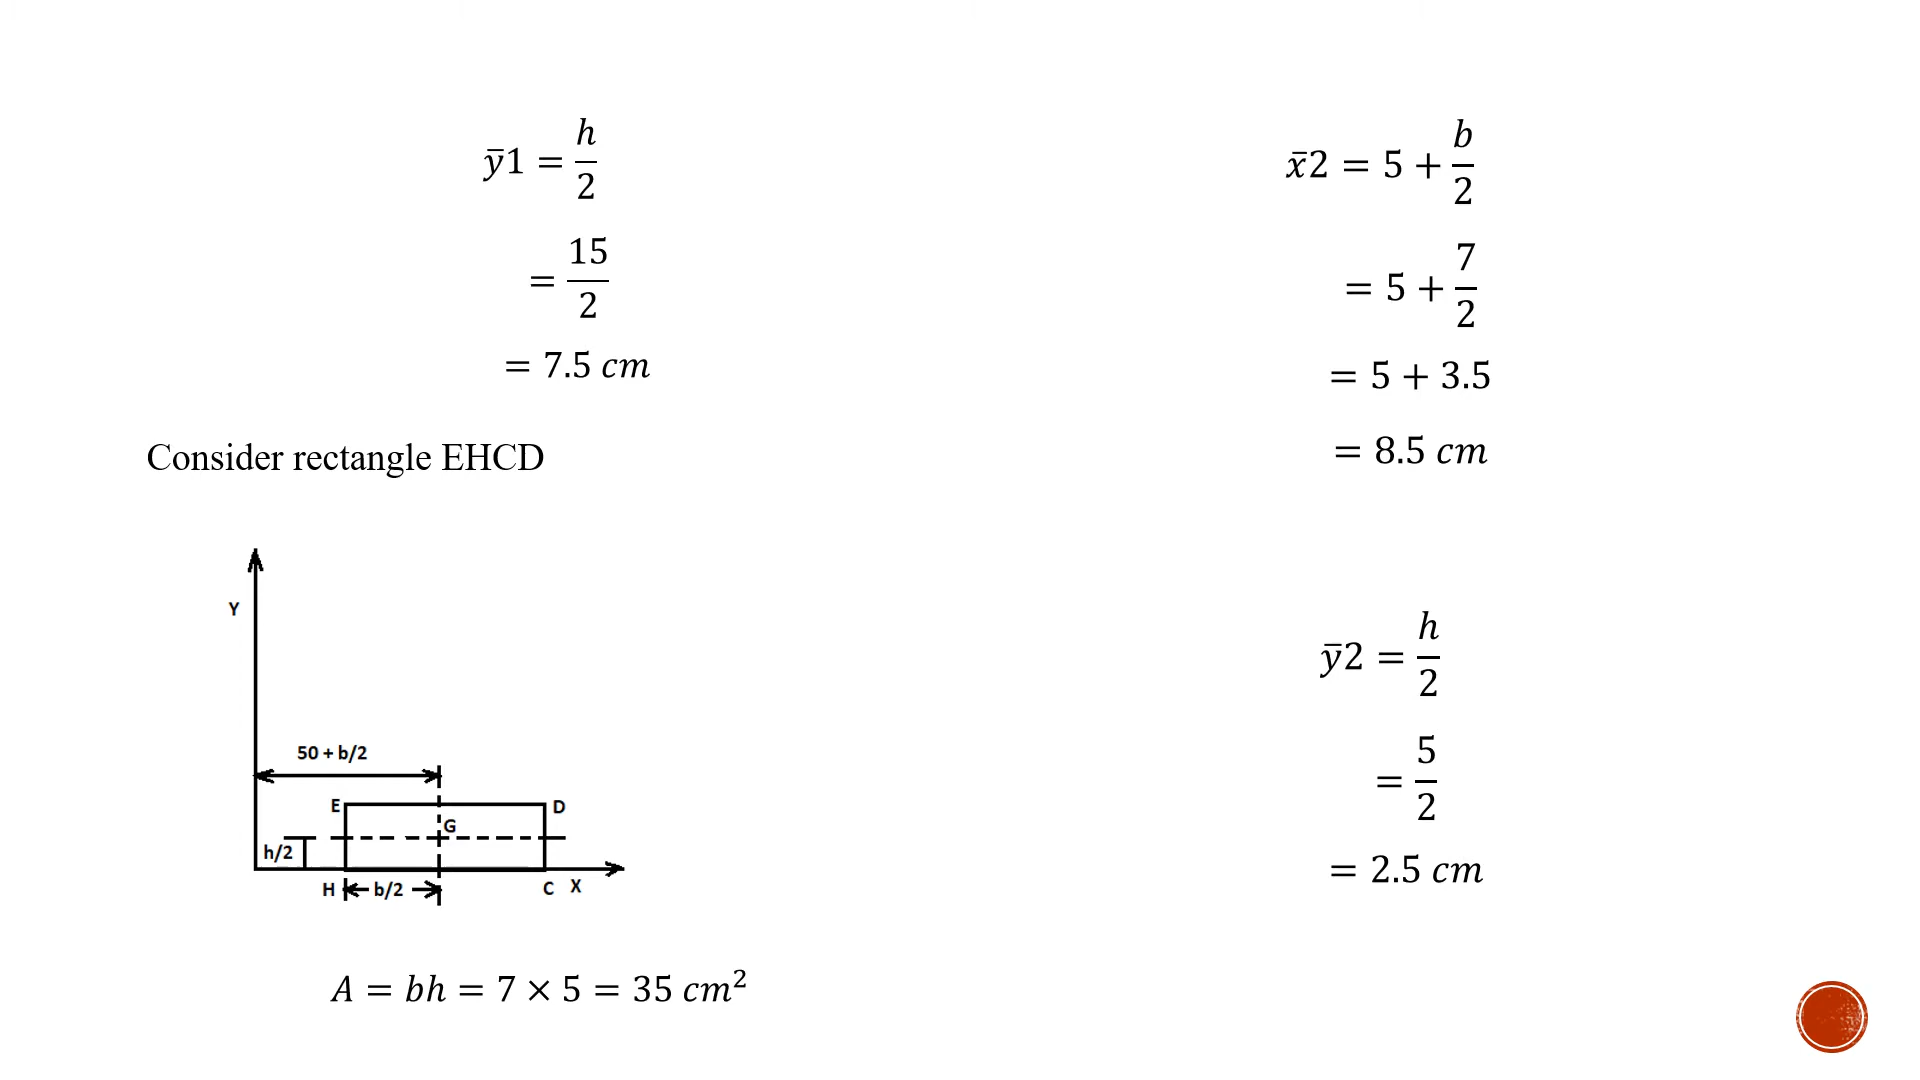 ȳ1 = h/2
= 15/2
= 7.5 cm
Consider rectangle EHCD
Y
50 + b/2
E
D
G
h/2
H
b/2
C
X
A = bh = 7 × 5 = 35 cm²
x̄2 = 5 + b/2
= 5 + 7/2
= 5 + 3.5
= 8.5 cm
ȳ2 = h/2
= 5/2
= 2.5 cm